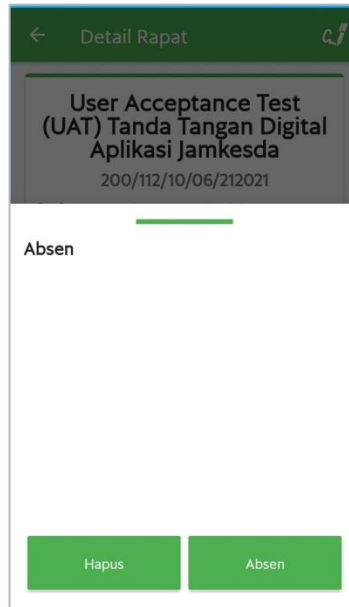 Detail Rapat
User Acceptance Test
(UAT) Tanda Tangan Digital
Aplikasi Jamkesda
200/112/10/06/212021
Absen
Hapus Absen